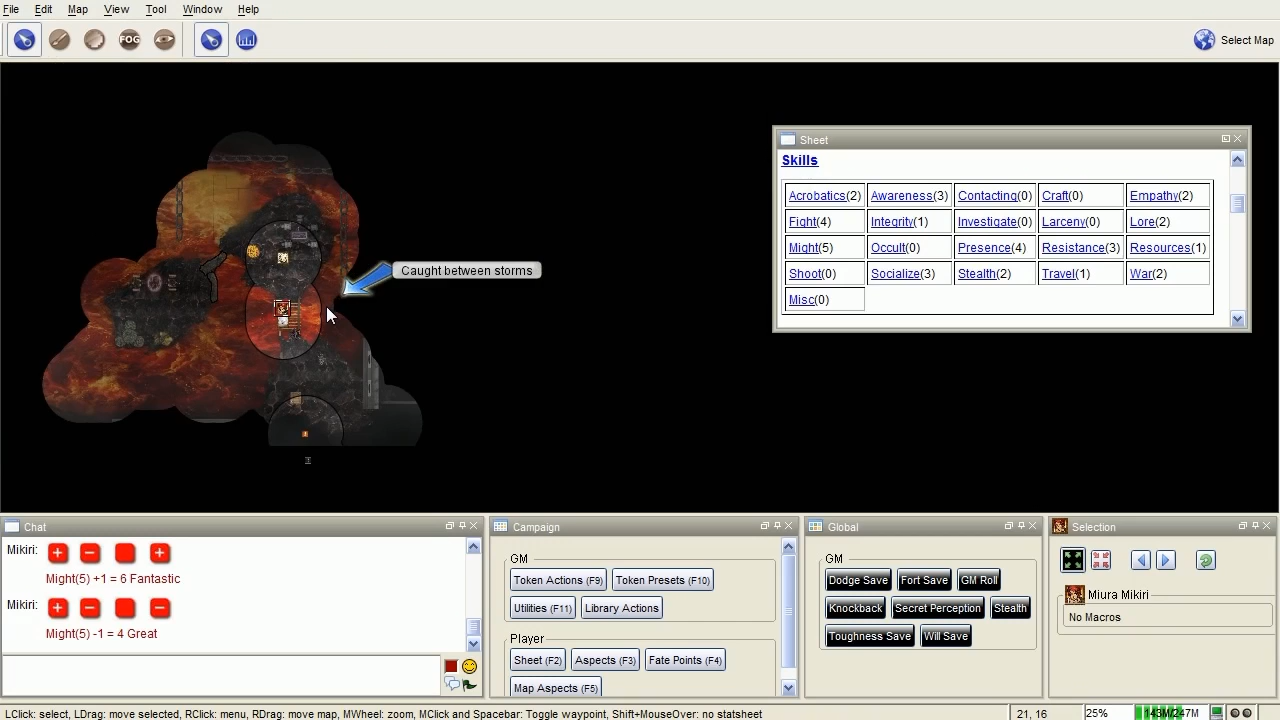 File Edit Map View Tool Window Help
FOG
Select Map
Caught between storms
Sheet
Skills
Acrobatics(2) Awareness(3) Contacting(0) Craft(0) Empathy(2)
Fight(4) Integrity(1) Investigate(0) Larceny(0) Lore(2)
Might(5) Occult(0) Presence(4) Resistance(3) Resources(1)
Shoot(0) Socialize(3) Stealth(2) Travel(1) War(2)
Misc(0)
Chat
Mikiri: + - +
Might(5) +1 = 6 Fantastic
Mikiri: + - -
Might(5) -1 = 4 Great
Campaign
GM
Token Actions (F9) Token Presets (F10)
Utilities (F11) Library Actions
Player
Sheet (F2) Aspects (F3) Fate Points (F4)
Map Aspects (F5)
Global
GM
Dodge Save Fort Save GM Roll
Knockback Secret Perception Stealth
Toughness Save Will Save
Selection
Miura Mikiri
No Macros
LClick: select, LDrag: move selected, RClick: menu, RDrag: move map, MWheel: zoom, MClick and Spacebar: Toggle waypoint, Shift+MouseOver: no statsheet
21, 16
25%
143M/247M